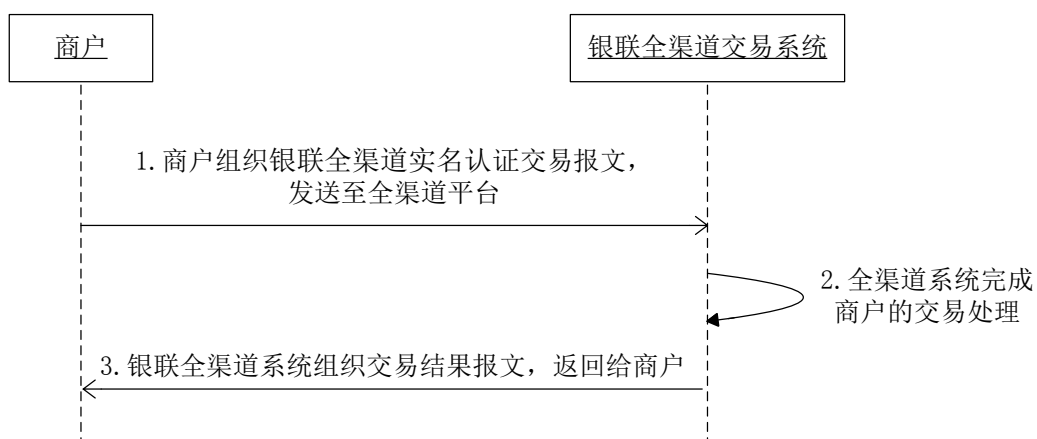 商户
银联全渠道交易系统
1.商户组织银联全渠道实名认证交易报文，
发送至全渠道平台
2.全渠道系统完成
商户的交易处理
3.银联全渠道系统组织交易结果报文，返回给商户